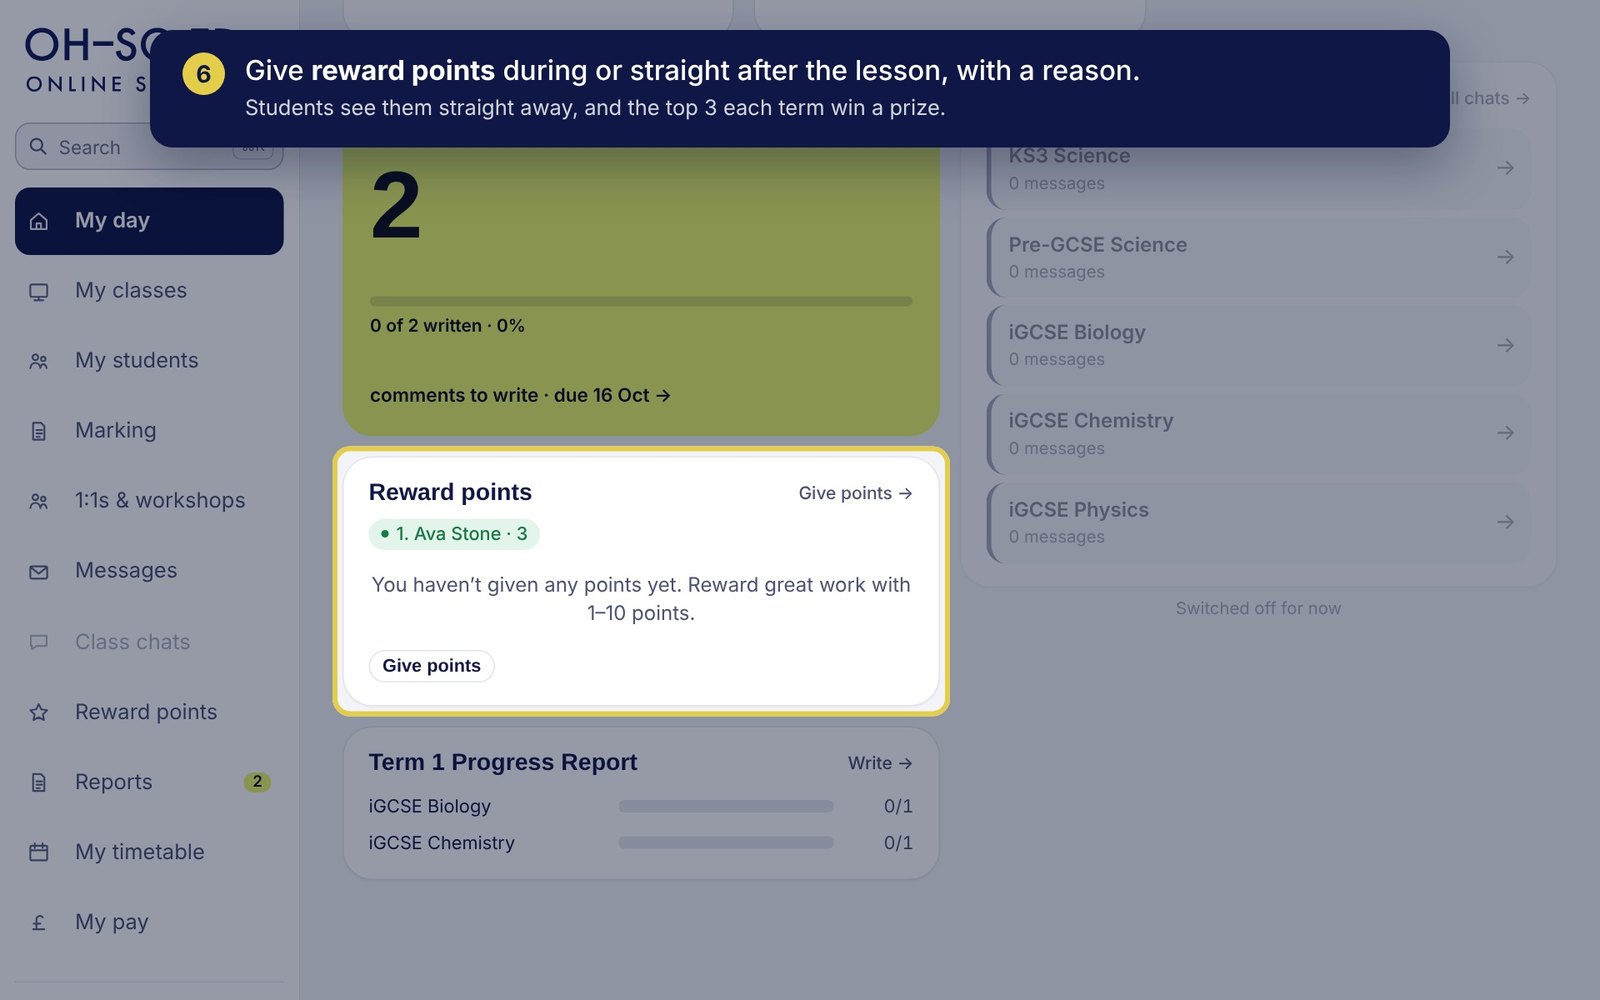 OH–SO
ONLINE S
Search
My day
My classes
My students
Marking
1:1s & workshops
Messages
Class chats
Reward points
Reports 2
My timetable
My pay
6 Give reward points during or straight after the lesson, with a reason.
Students see them straight away, and the top 3 each term win a prize.
2
0 of 2 written · 0%
comments to write · due 16 Oct →
Reward points Give points →
1. Ava Stone · 3
You haven’t given any points yet. Reward great work with
1–10 points.
Give points
Term 1 Progress Report Write →
iGCSE Biology 0/1
iGCSE Chemistry 0/1
chats →
KS3 Science
0 messages
Pre-GCSE Science
0 messages
iGCSE Biology
0 messages
iGCSE Chemistry
0 messages
iGCSE Physics
0 messages
Switched off for now